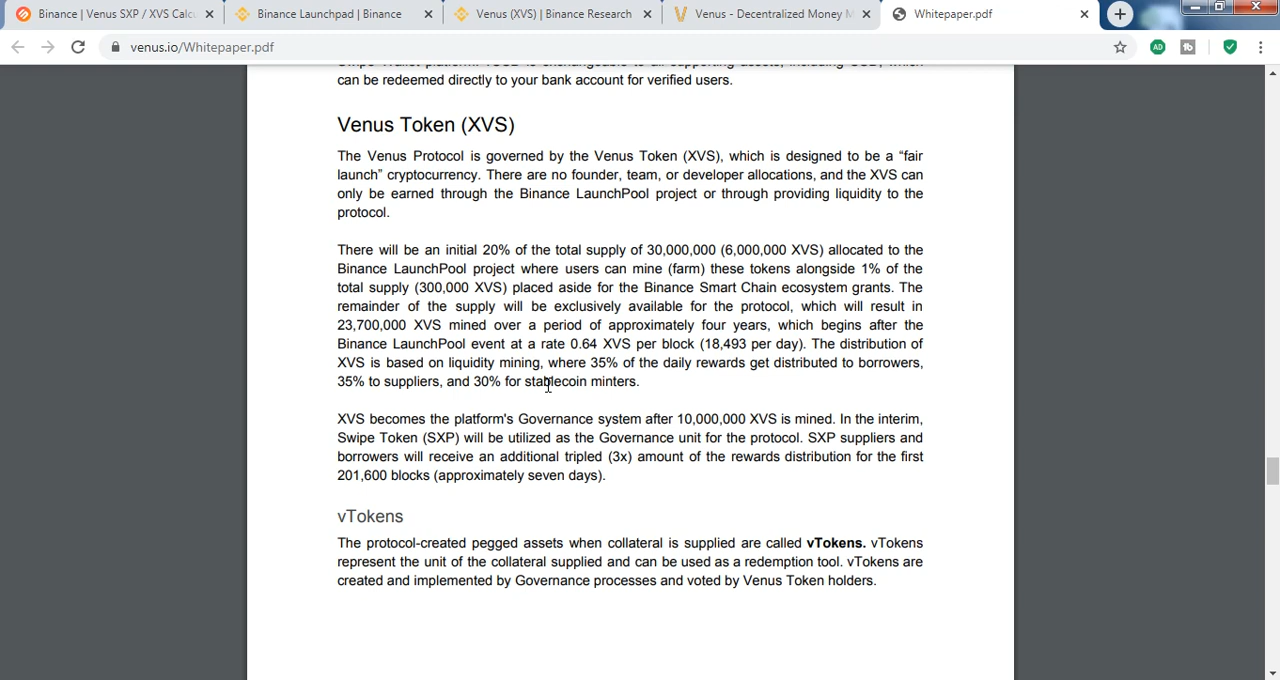 Binance | Venus SXP / XVS Calc
Binance Launchpad | Binance
Venus (XVS) | Binance Research
Venus - Decentralized Money M
Whitepaper.pdf
venus.io/Whitepaper.pdf
can be redeemed directly to your bank account for verified users.
Venus Token (XVS)
The Venus Protocol is governed by the Venus Token (XVS), which is designed to be a “fair
launch” cryptocurrency. There are no founder, team, or developer allocations, and the XVS can
only be earned through the Binance LaunchPool project or through providing liquidity to the
protocol.
There will be an initial 20% of the total supply of 30,000,000 (6,000,000 XVS) allocated to the
Binance LaunchPool project where users can mine (farm) these tokens alongside 1% of the
total supply (300,000 XVS) placed aside for the Binance Smart Chain ecosystem grants. The
remainder of the supply will be exclusively available for the protocol, which will result in
23,700,000 XVS mined over a period of approximately four years, which begins after the
Binance LaunchPool event at a rate 0.64 XVS per block (18,493 per day). The distribution of
XVS is based on liquidity mining, where 35% of the daily rewards get distributed to borrowers,
35% to suppliers, and 30% for stablecoin minters.
XVS becomes the platform's Governance system after 10,000,000 XVS is mined. In the interim,
Swipe Token (SXP) will be utilized as the Governance unit for the protocol. SXP suppliers and
borrowers will receive an additional tripled (3x) amount of the rewards distribution for the first
201,600 blocks (approximately seven days).
vTokens
The protocol-created pegged assets when collateral is supplied are called vTokens. vTokens
represent the unit of the collateral supplied and can be used as a redemption tool. vTokens are
created and implemented by Governance processes and voted by Venus Token holders.